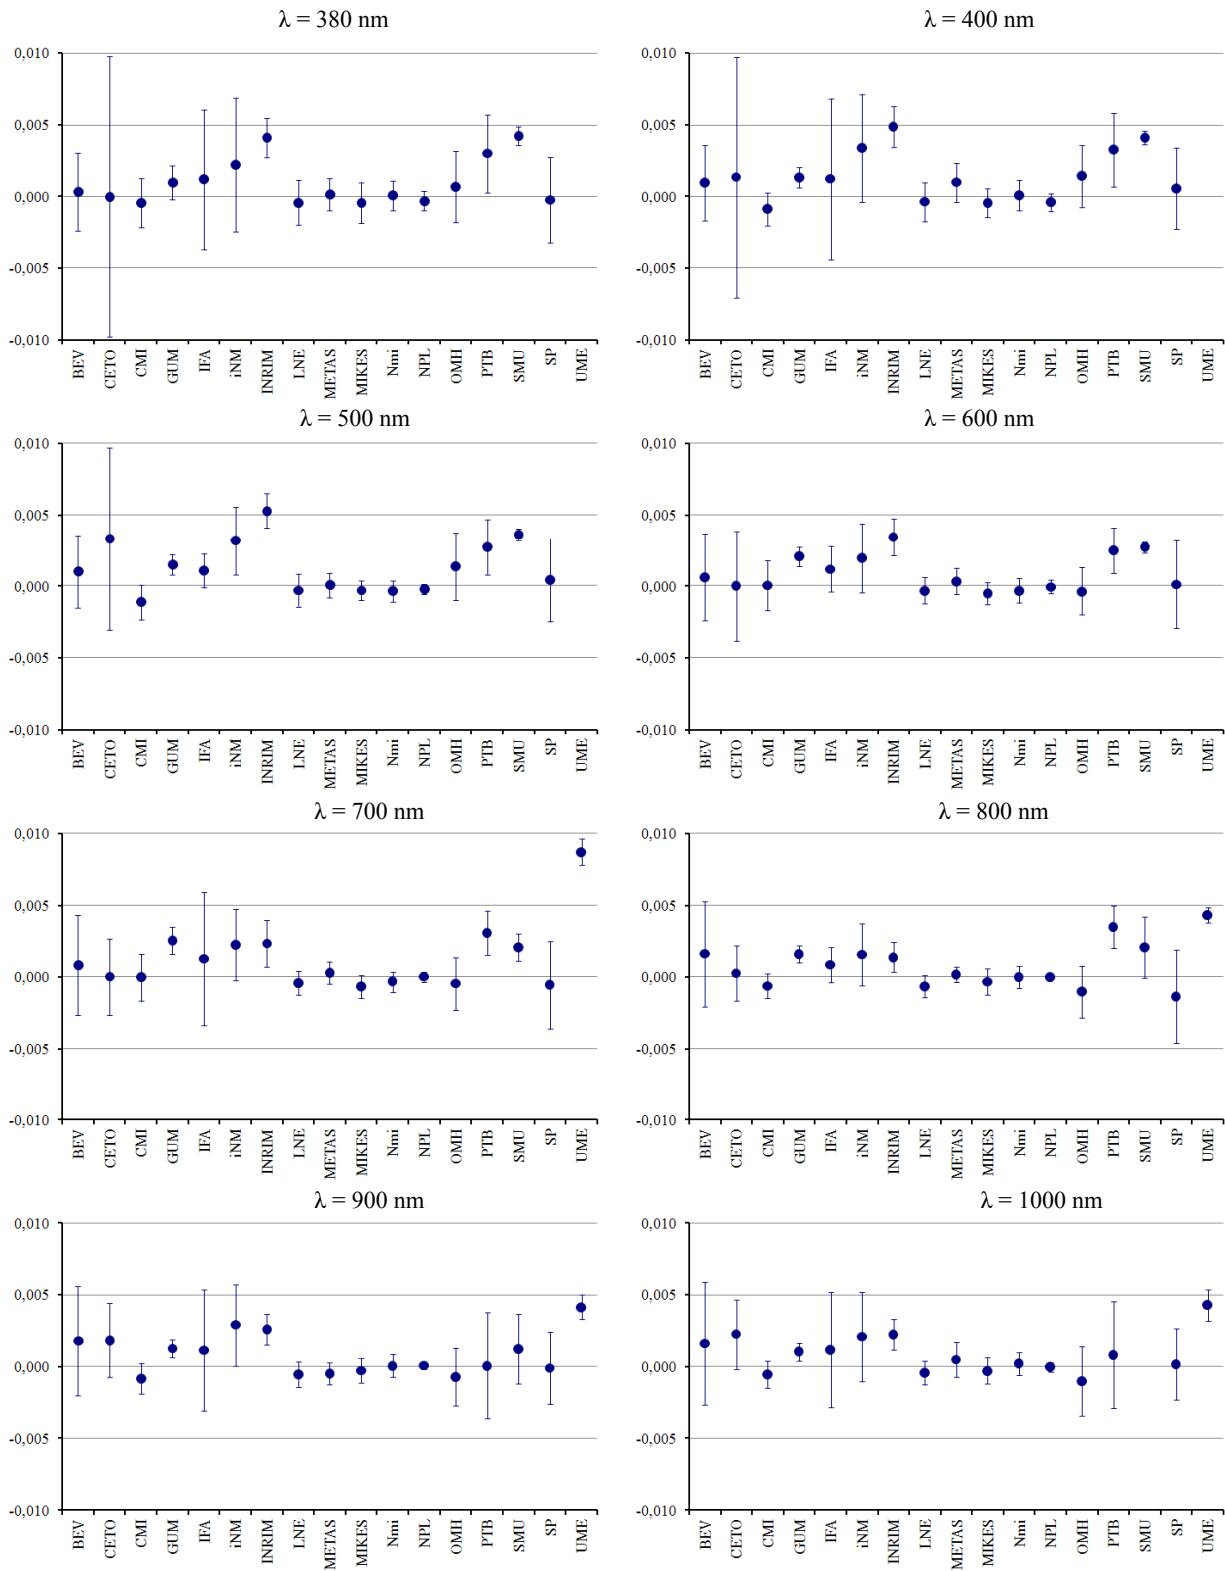 λ = 380 nm
0,010
0,005
0,000
-0,005
-0,010
BEV CETO CMI GUM IFA iNM INRIM LNE METAS MIKES Nmi NPL OMH PTB SMU SP UME
λ = 400 nm
0,010
0,005
0,000
-0,005
-0,010
BEV CETO CMI GUM IFA iNM INRIM LNE METAS MIKES Nmi NPL OMH PTB SMU SP UME
λ = 500 nm
0,010
0,005
0,000
-0,005
-0,010
BEV CETO CMI GUM IFA iNM INRIM LNE METAS MIKES Nmi NPL OMH PTB SMU SP UME
λ = 600 nm
0,010
0,005
0,000
-0,005
-0,010
BEV CETO CMI GUM IFA iNM INRIM LNE METAS MIKES Nmi NPL OMH PTB SMU SP UME
λ = 700 nm
0,010
0,005
0,000
-0,005
-0,010
BEV CETO CMI GUM IFA iNM INRIM LNE METAS MIKES Nmi NPL OMH PTB SMU SP UME
λ = 800 nm
0,010
0,005
0,000
-0,005
-0,010
BEV CETO CMI GUM IFA iNM INRIM LNE METAS MIKES Nmi NPL OMH PTB SMU SP UME
λ = 900 nm
0,010
0,005
0,000
-0,005
-0,010
BEV CETO CMI GUM IFA iNM INRIM LNE METAS MIKES Nmi NPL OMH PTB SMU SP UME
λ = 1000 nm
0,010
0,005
0,000
-0,005
-0,010
BEV CETO CMI GUM IFA iNM INRIM LNE METAS MIKES Nmi NPL OMH PTB SMU SP UME